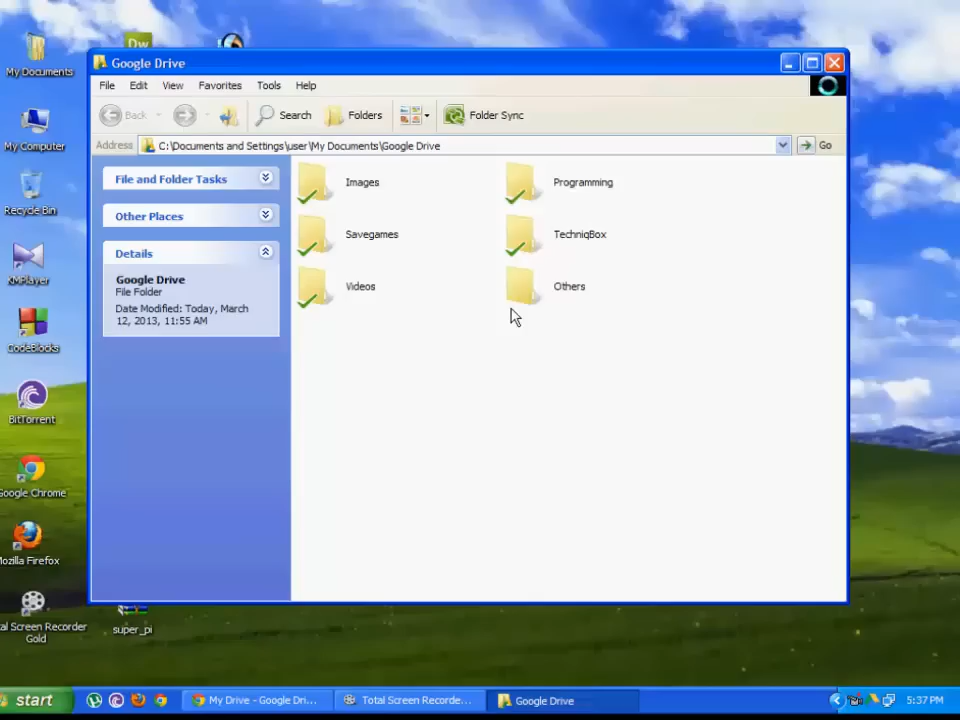 Dw
My Documents
My Computer
Recycle Bin
KMPlayer
CodeBlocks
BitTorrent
Google Chrome
Mozilla Firefox
al Screen Recorder
Gold
super_pi
Google Drive
File Edit View Favorites Tools Help
Back Search Folders Folder Sync
Address C:\Documents and Settings\user\My Documents\Google Drive Go
File and Folder Tasks
Other Places
Details
Google Drive
File Folder
Date Modified: Today, March
12, 2013, 11:55 AM
Images Programming
Savegames TechniqBox
Videos Others
start My Drive - Google Dri... Total Screen Recorde... Google Drive 5:37 PM